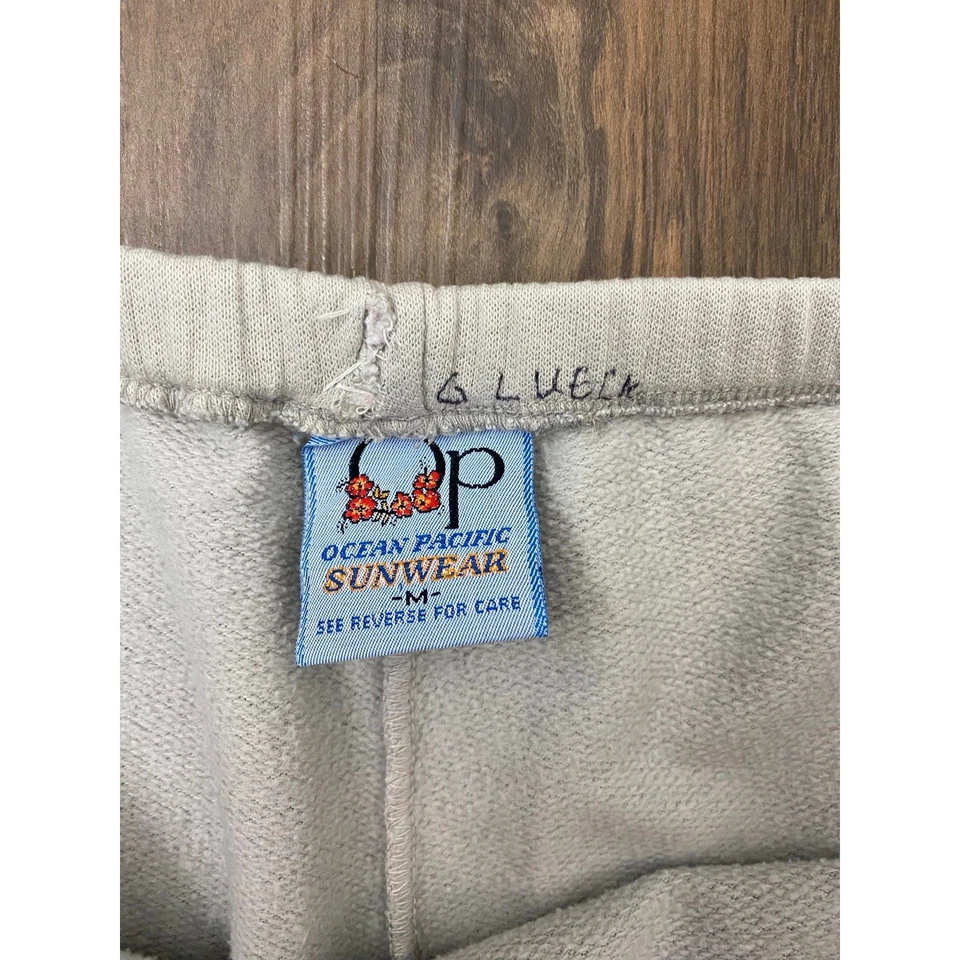 G LUECK
Op
OCEAN PACIFIC
SUNWEAR
-M-
SEE REVERSE FOR CARE